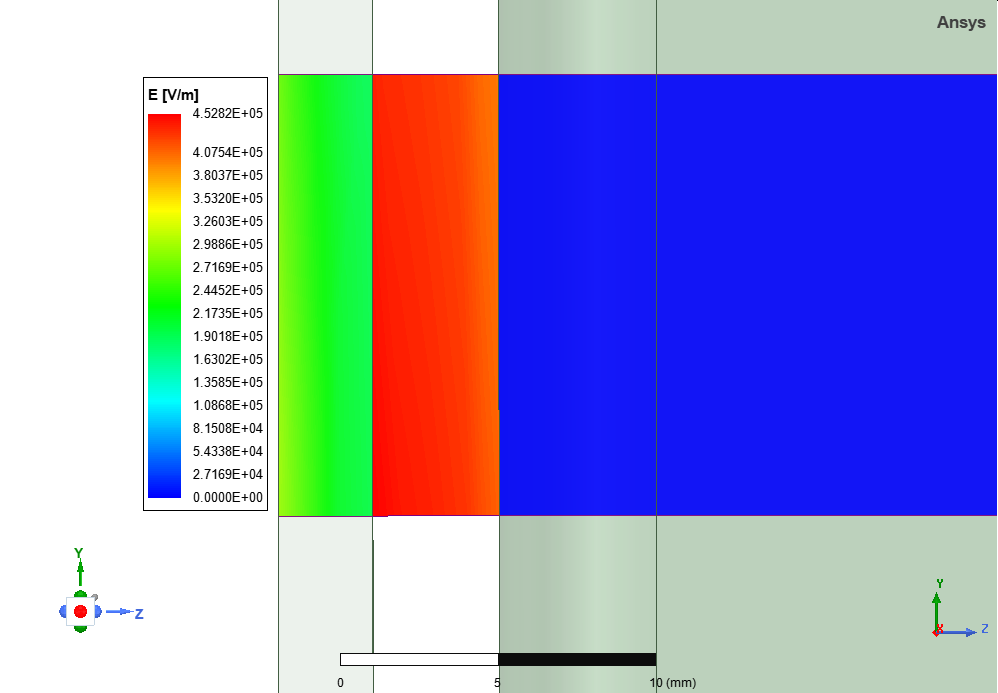 Ansys
E [V/m]
4.5282E+05
4.0754E+05
3.8037E+05
3.5320E+05
3.2603E+05
2.9886E+05
2.7169E+05
2.4452E+05
2.1735E+05
1.9018E+05
1.6302E+05
1.3585E+05
1.0868E+05
8.1508E+04
5.4338E+04
2.7169E+04
0.0000E+00
Y
Z
Y
X
Z
0 5 10 (mm)